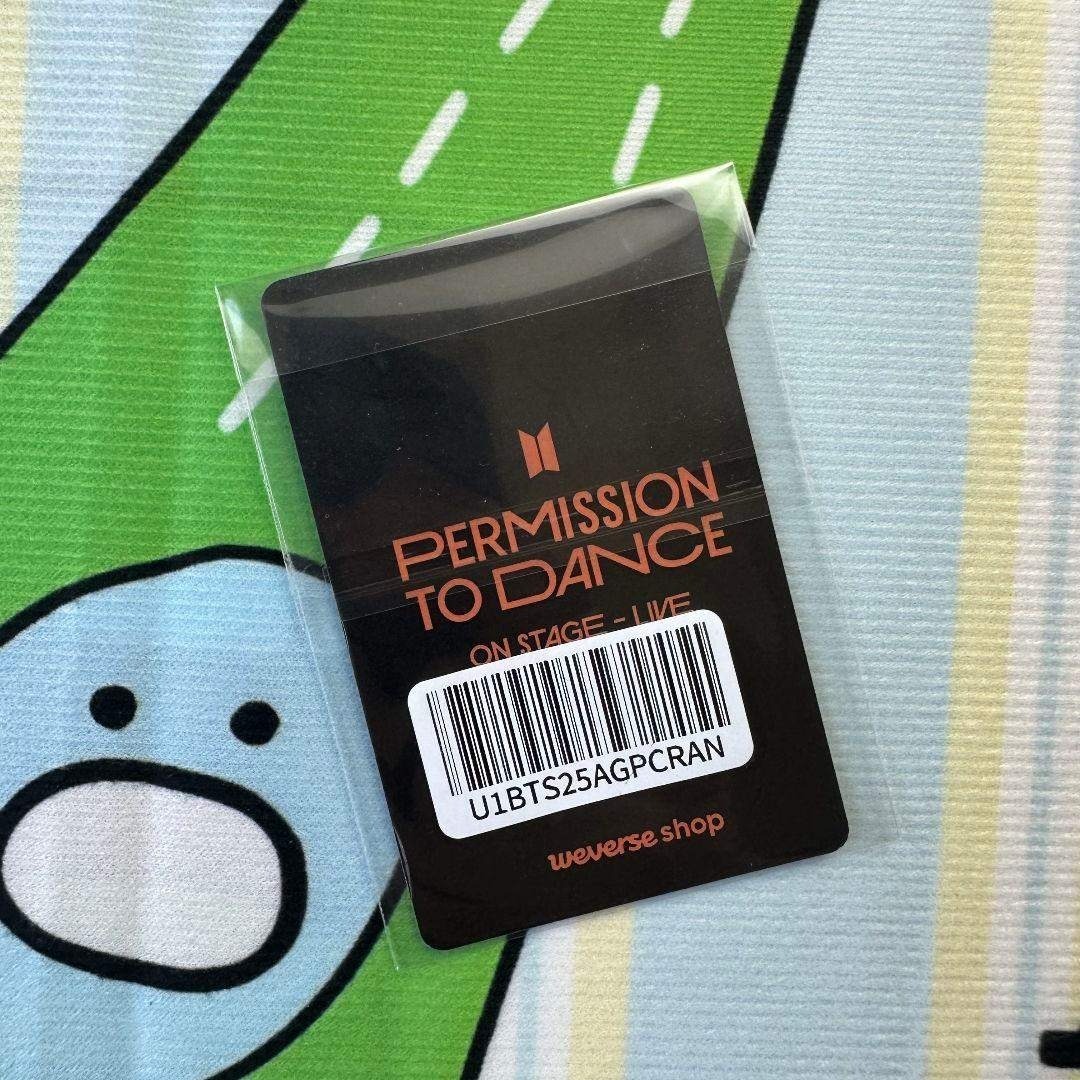 PERMISSION
TO DANCE
ON STAGE - LIVE
U1BTS25AGPCRAN
weverse shop